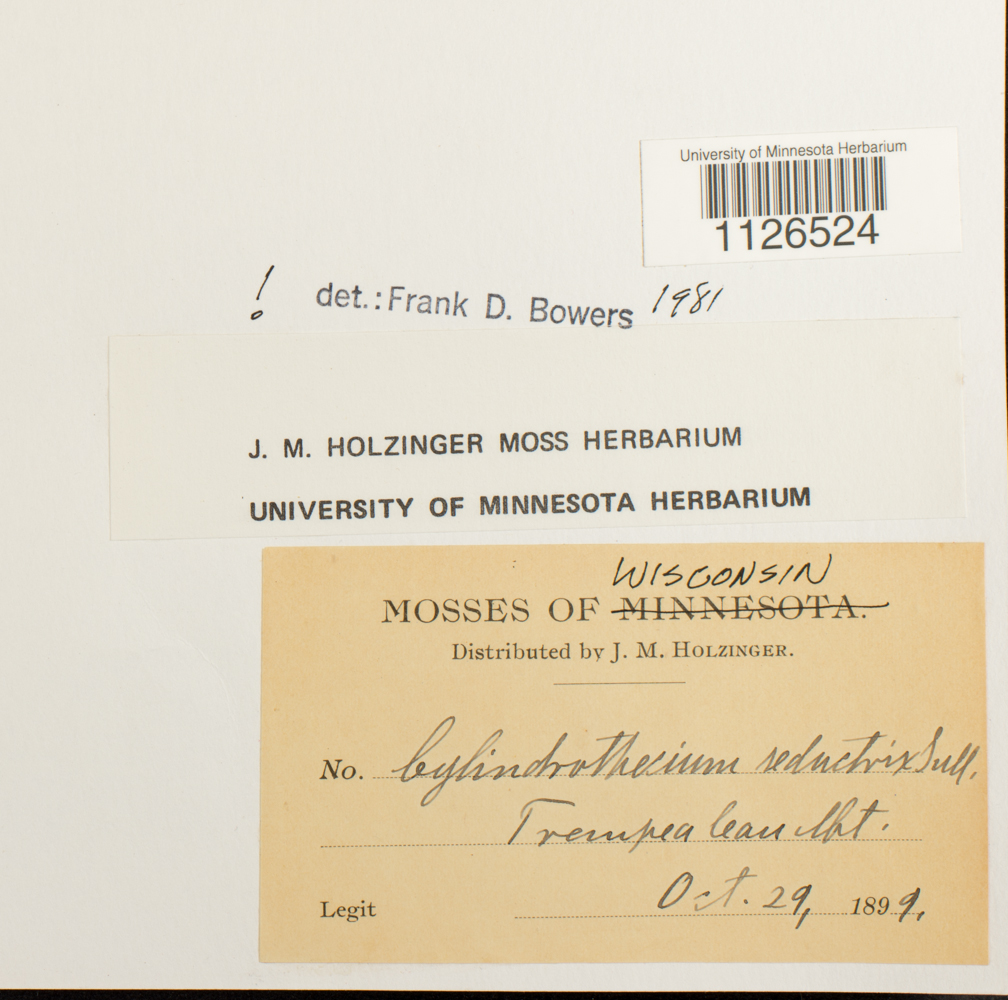 University of Minnesota Herbarium
1126524
! det.: Frank D. Bowers 1981
J. M. HOLZINGER MOSS HERBARIUM
UNIVERSITY OF MINNESOTA HERBARIUM
WISCONSIN
MOSSES OF MINNESOTA.
Distributed by J. M. HOLZINGER.
No. Cylindrothecium seductrix Sull.
Trempealeau Mt.
Legit Oct. 29, 1899.